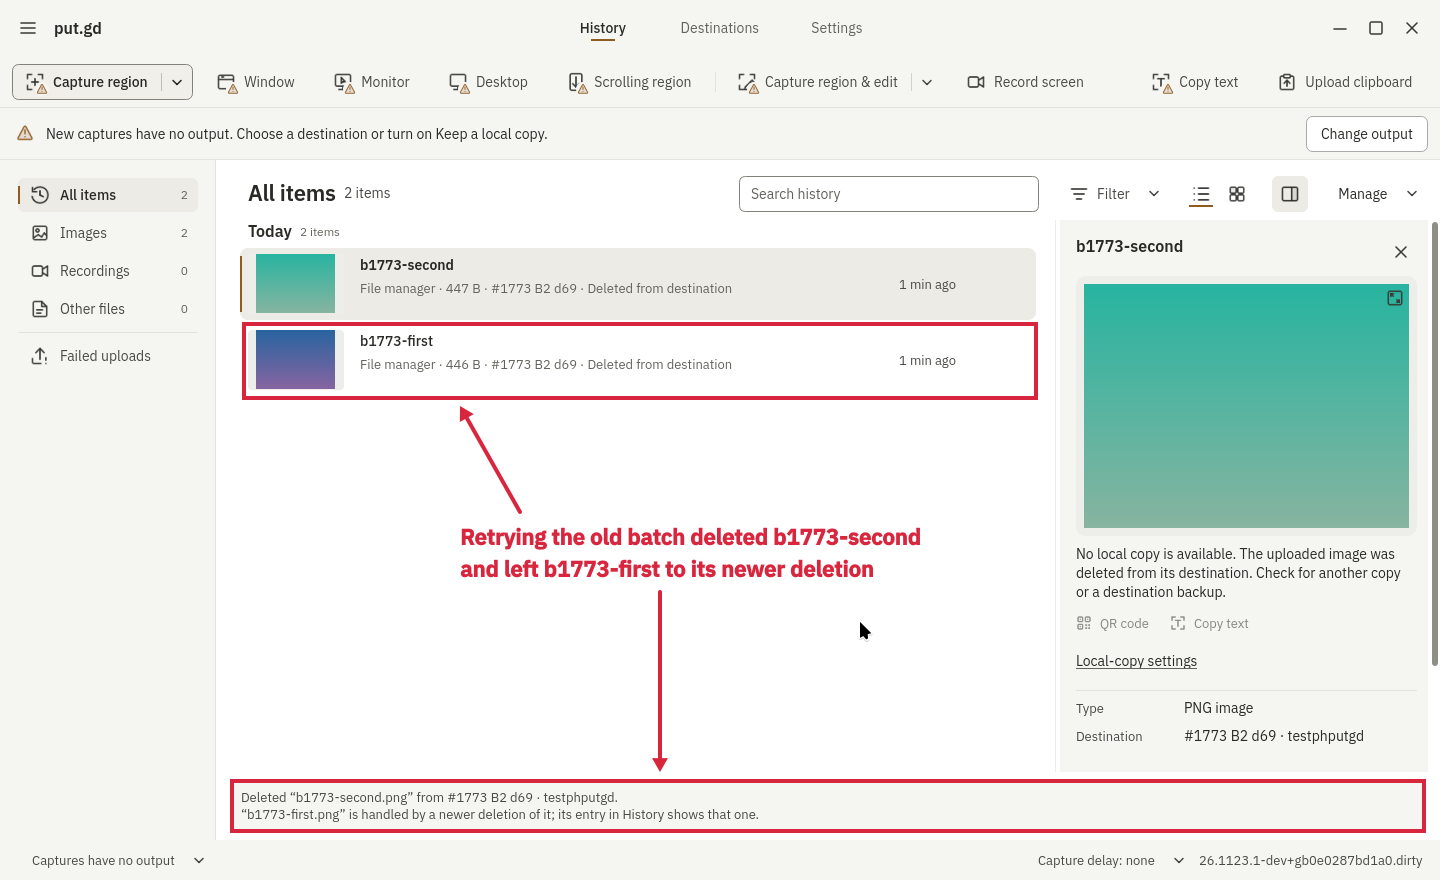 put.gd
History
Destinations
Settings
Capture region
Window
Monitor
Desktop
Scrolling region
Capture region & edit
Record screen
Copy text
Upload clipboard
New captures have no output. Choose a destination or turn on Keep a local copy.
Change output
All items 2
Images 2
Recordings 0
Other files 0
Failed uploads
All items 2 items
Search history
Filter
Manage
Today 2 items
b1773-second
File manager · 447 B · #1773 B2 d69 · Deleted from destination
1 min ago
b1773-first
File manager · 446 B · #1773 B2 d69 · Deleted from destination
1 min ago
Retrying the old batch deleted b1773-second
and left b1773-first to its newer deletion
b1773-second
No local copy is available. The uploaded image was
deleted from its destination. Check for another copy
or a destination backup.
QR code
Copy text
Local-copy settings
Type PNG image
Destination #1773 B2 d69 · testphputgd
Deleted “b1773-second.png” from #1773 B2 d69 · testphputgd.
“b1773-first.png” is handled by a newer deletion of it; its entry in History shows that one.
Captures have no output
Capture delay: none
26.1123.1-dev+gb0e0287bd1a0.dirty